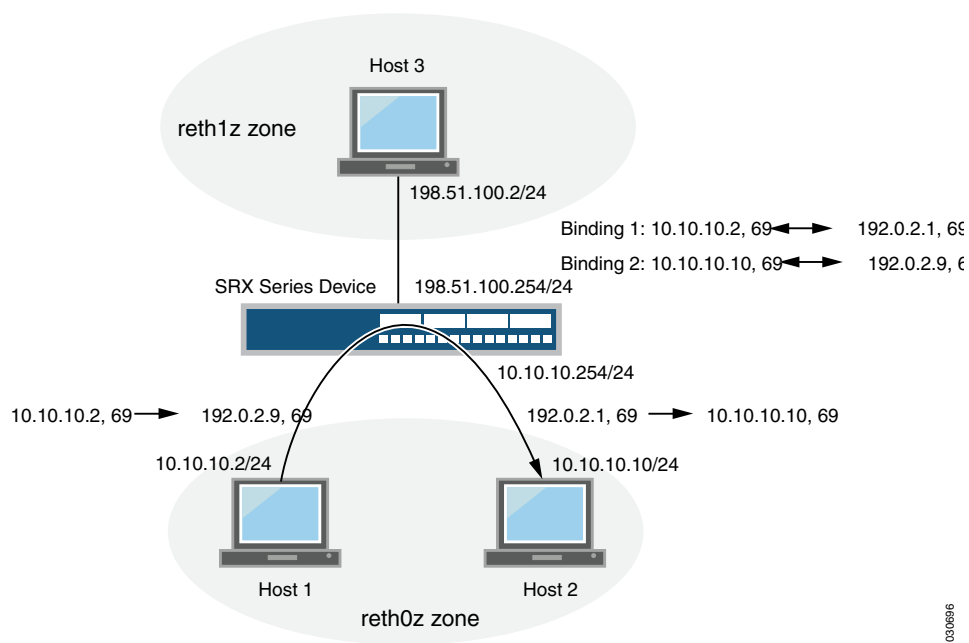 Host 3
reth1z zone
198.51.100.2/24
Binding 1: 10.10.10.2, 69 192.0.2.1, 69
Binding 2: 10.10.10.10, 69 192.0.2.9, 6
SRX Series Device 198.51.100.254/24
10.10.10.254/24
10.10.10.2, 69 192.0.2.9, 69 192.0.2.1, 69 10.10.10.10, 69
10.10.10.2/24 10.10.10.10/24
Host 1 Host 2
reth0z zone
030696